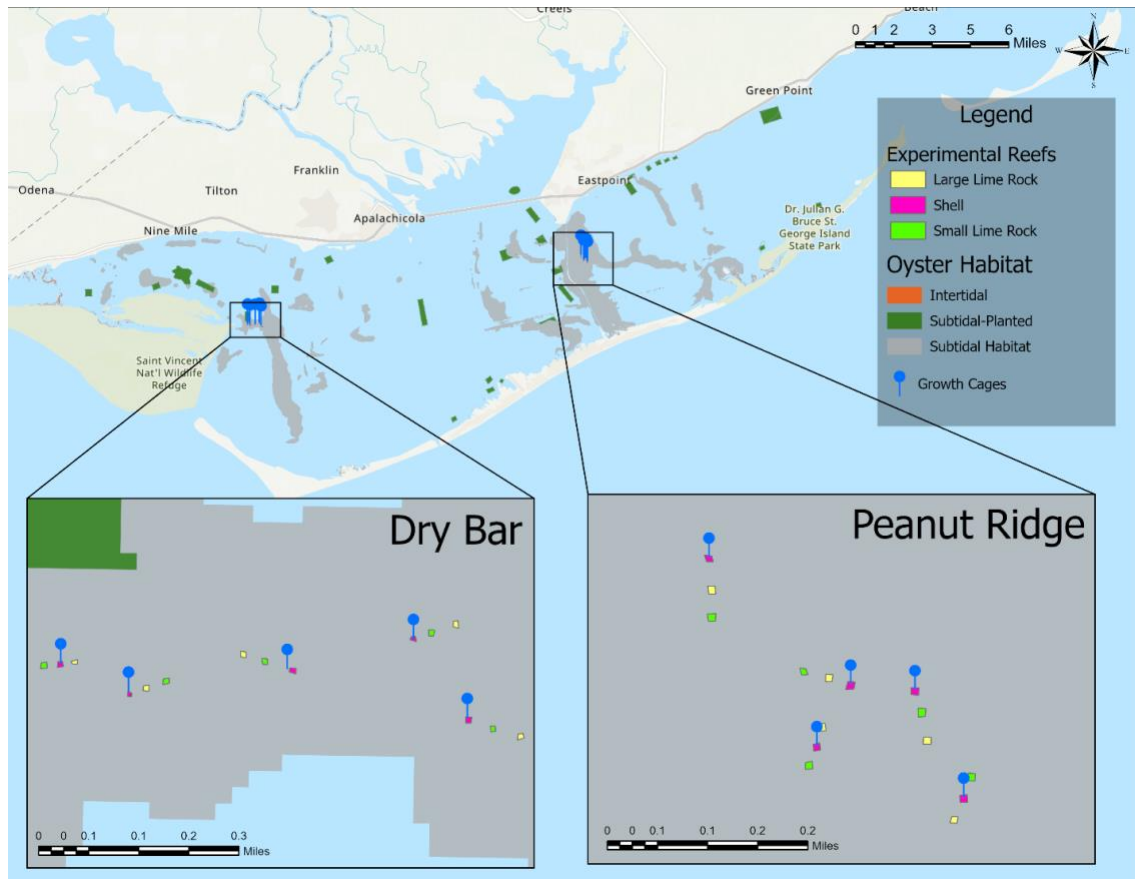 Creels
Beach
0 1 2 3 5 6
Miles
N
W E
S
Green Point
Legend
Experimental Reefs
Large Lime Rock
Shell
Small Lime Rock
Oyster Habitat
Intertidal
Subtidal-Planted
Subtidal Habitat
Growth Cages
Odena
Tilton
Franklin
Eastpoint
Nine Mile
Apalachicola
Dr. Julian G.
Bruce St.
George Island
State Park
Saint Vincent
Nat'l Wildlife
Refuge
Dry Bar
0 0 0.1 0.1 0.2 0.3
Miles
Peanut Ridge
0 0 0.1 0.1 0.2 0.2
Miles